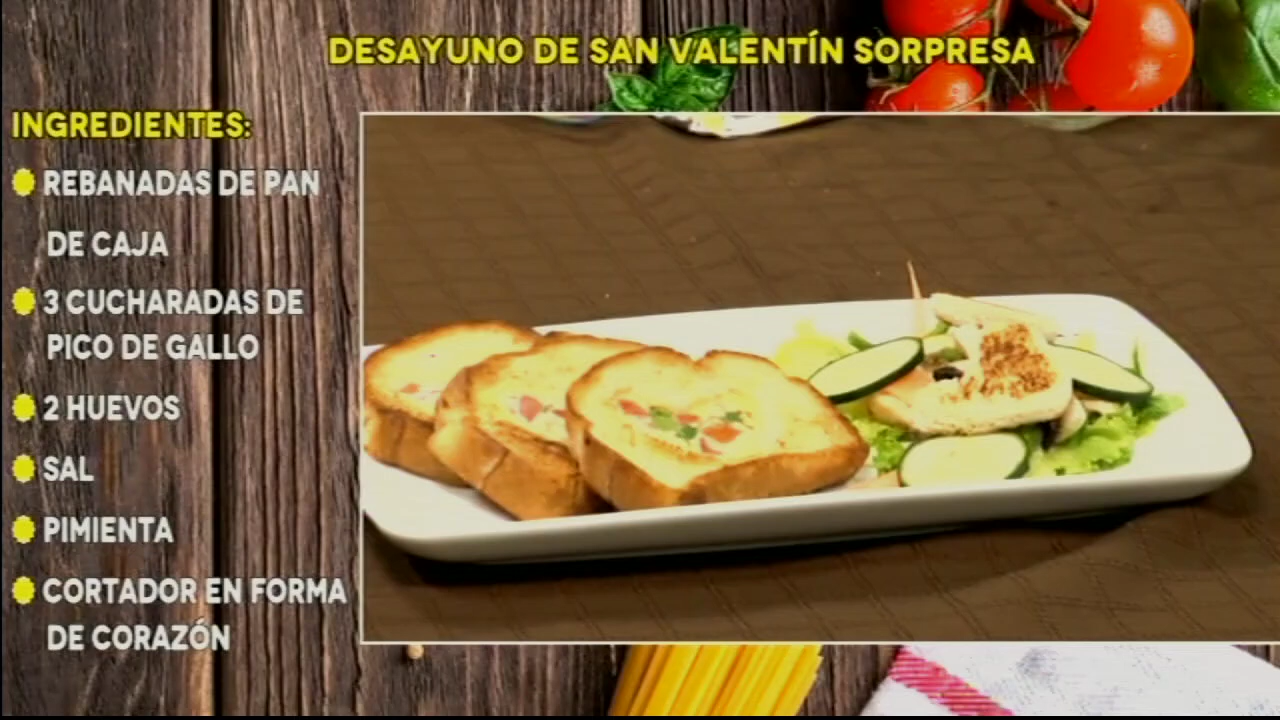 DESAYUNO DE SAN VALENTÍN SORPRESA
INGREDIENTES:
REBANADAS DE PAN
DE CAJA
3 CUCHARADAS DE
PICO DE GALLO
2 HUEVOS
SAL
PIMIENTA
CORTADOR EN FORMA
DE CORAZÓN